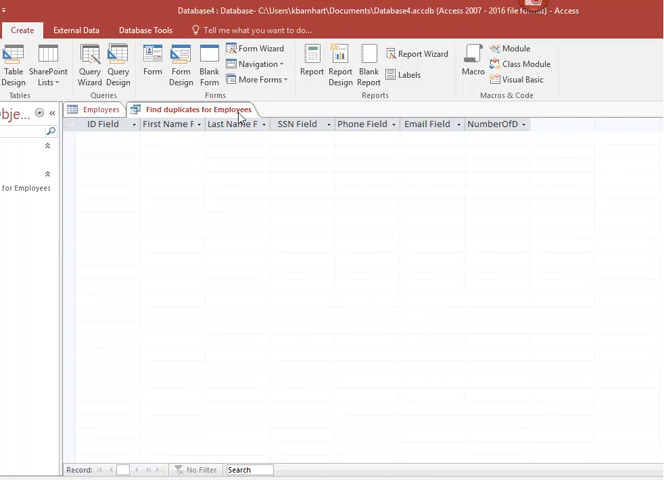 Database4 : Database- C:\Users\kbarnhart\Documents\Database4.accdb (Access 2007 - 2016 file format) - Access
Create External Data Database Tools Tell me what you want to do...
Table Design
SharePoint Lists
Tables
Query Wizard
Query Design
Queries
Form
Form Design
Blank Form
Form Wizard
Navigation
More Forms
Forms
Report
Report Design
Blank Report
Report Wizard
Labels
Reports
Macro
Module
Class Module
Visual Basic
Macros & Code
Obje... «
Employees Find duplicates for Employees
ID Field First Name F Last Name F SSN Field Phone Field Email Field NumberOfD
for Employees
Record: No Filter Search